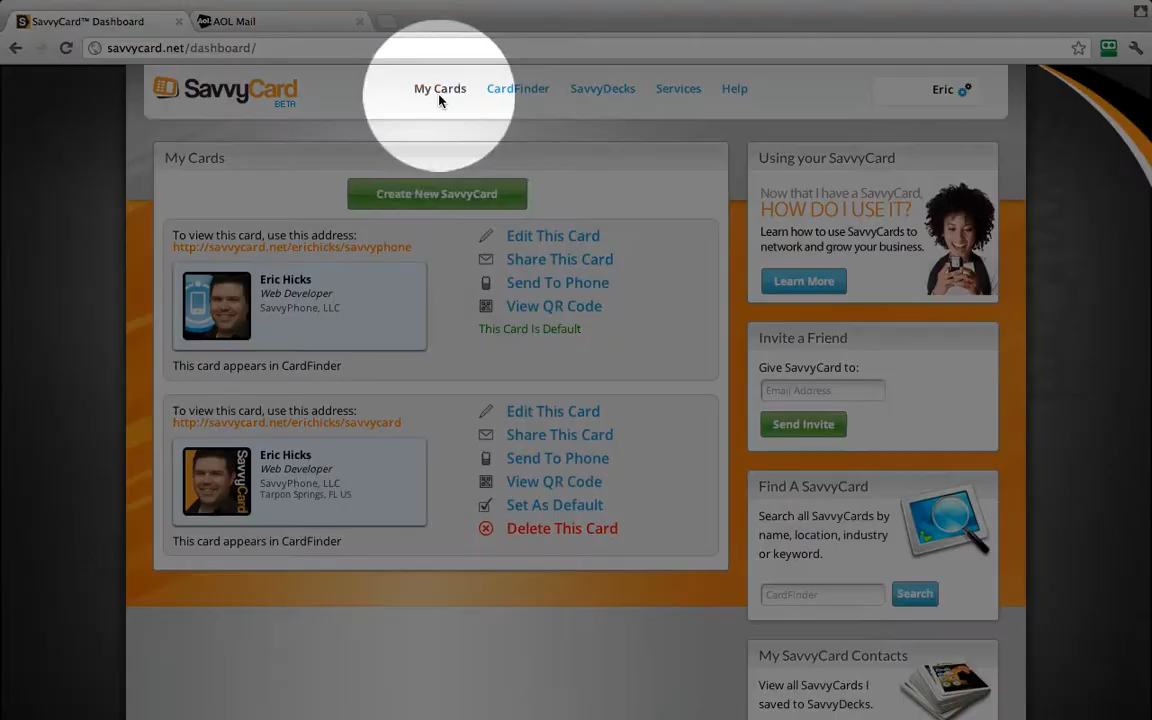 SavvyCard™ Dashboard
AOL Mail
savvycard.net/dashboard/
SavvyCard
BETA
My Cards
CardFinder
SavvyDecks
Services
Help
Eric
My Cards
Create New SavvyCard
To view this card, use this address:
http://savvycard.net/erichicks/savvyphone
Eric Hicks
Web Developer
SavvyPhone, LLC
This card appears in CardFinder
Edit This Card
Share This Card
Send To Phone
View QR Code
This Card Is Default
To view this card, use this address:
http://savvycard.net/erichicks/savvycard
SavvyCard
Eric Hicks
Web Developer
SavvyPhone, LLC
Tarpon Springs, FL US
This card appears in CardFinder
Edit This Card
Share This Card
Send To Phone
View QR Code
Set As Default
Delete This Card
Using your SavvyCard
Now that I have a SavvyCard,
HOW DO I USE IT?
Learn how to use SavvyCards to
network and grow your business.
Learn More
Invite a Friend
Give SavvyCard to:
Email Address
Send Invite
Find A SavvyCard
Search all SavvyCards by
name, location, industry
or keyword.
CardFinder
Search
My SavvyCard Contacts
View all SavvyCards I
saved to SavvyDecks.